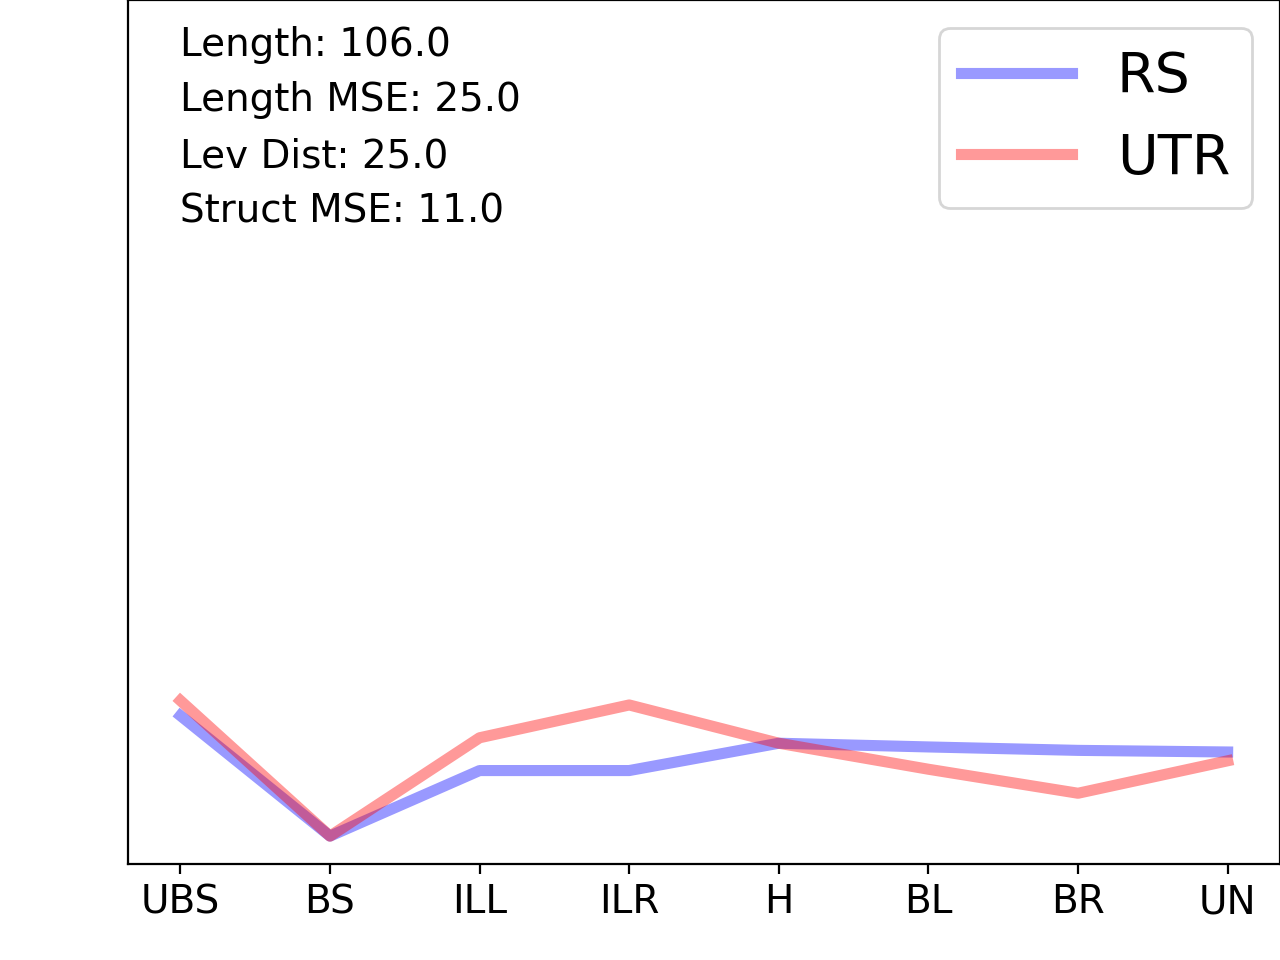 Length: 106.0
Length MSE: 25.0
Lev Dist: 25.0
Struct MSE: 11.0
RS
UTR
UBS BS ILL ILR H BL BR UN